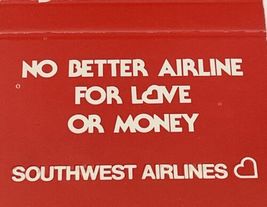 NO BETTER AIRLINE
FOR LOVE
OR MONEY
SOUTHWEST AIRLINES